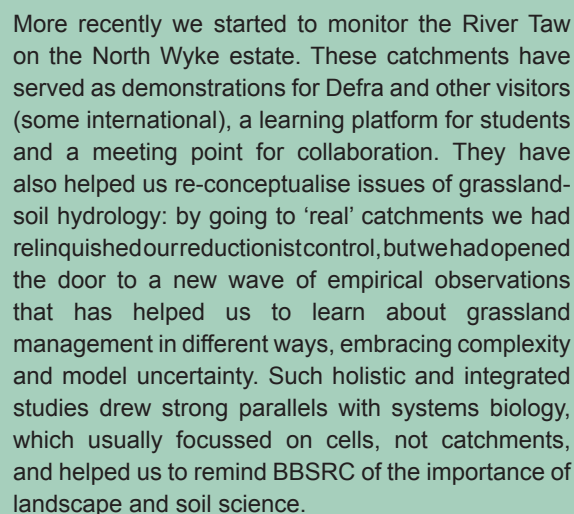 More recently we started to monitor the River Taw
on the North Wyke estate. These catchments have
served as demonstrations for Defra and other visitors
(some international), a learning platform for students
and a meeting point for collaboration. They have
also helped us re-conceptualise issues of grassland-
soil hydrology: by going to ‘real’ catchments we had
relinquishedourreductionistcontrol,butwehadopened
the door to a new wave of empirical observations
that has helped us to learn about grassland
management in different ways, embracing complexity
and model uncertainty. Such holistic and integrated
studies drew strong parallels with systems biology,
which usually focussed on cells, not catchments,
and helped us to remind BBSRC of the importance of
landscape and soil science.